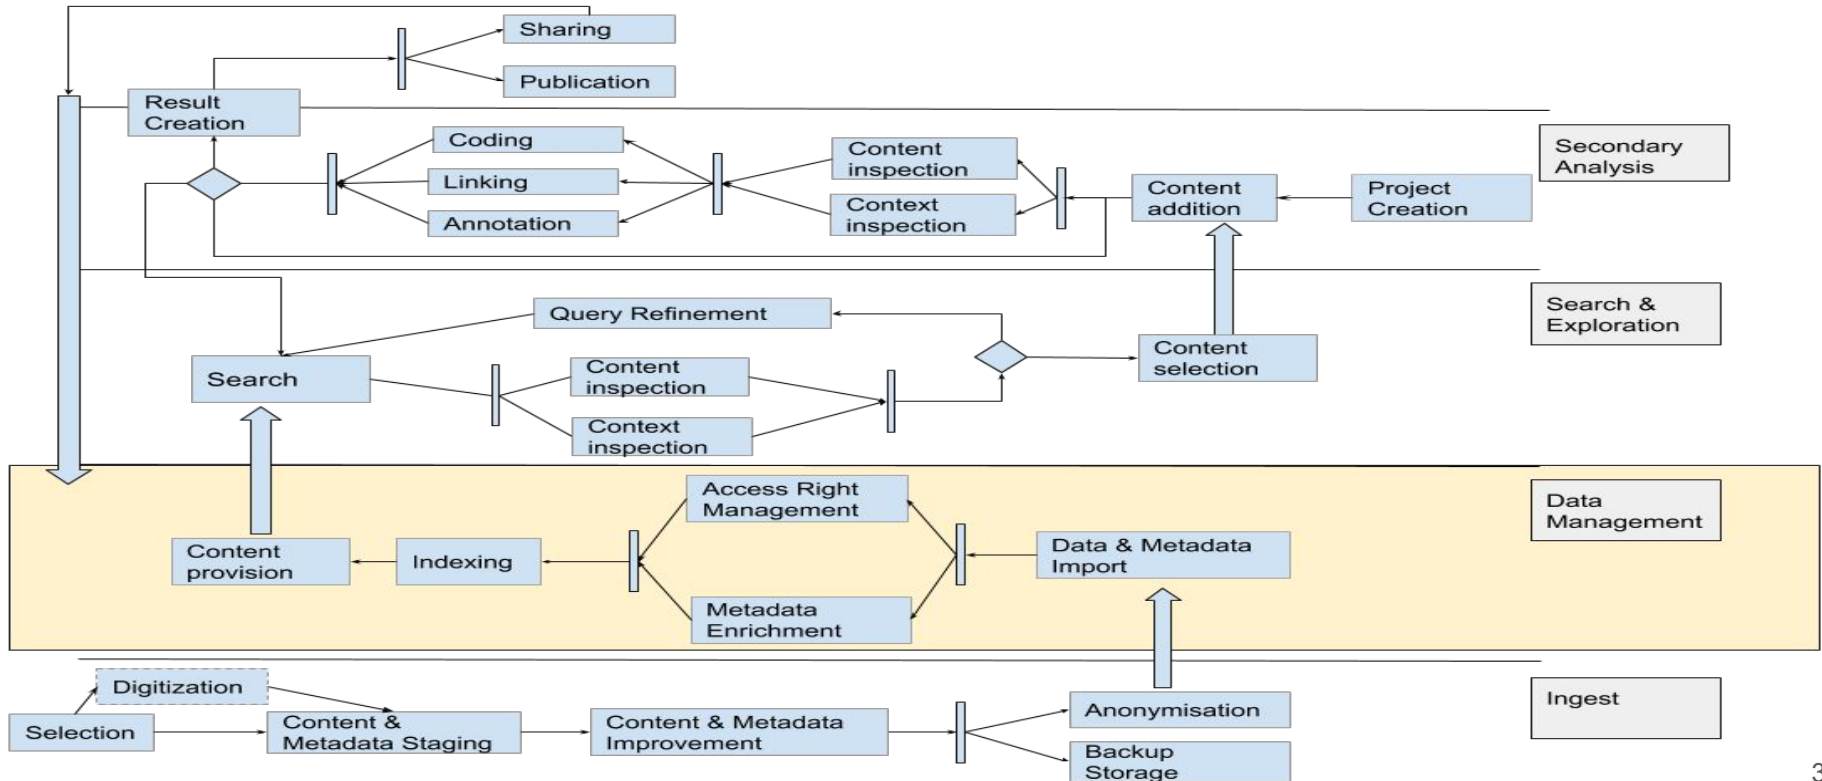 Sharing
Publication
Result
Creation
Coding
Linking
Annotation
Content
inspection
Context
inspection
Content
addition
Project
Creation
Secondary
Analysis
Query Refinement
Search
Content
inspection
Context
inspection
Content
selection
Search &
Exploration
Access Right
Management
Content
provision
Indexing
Metadata
Enrichment
Data & Metadata
Import
Data
Management
Digitization
Selection
Content &
Metadata Staging
Content & Metadata
Improvement
Anonymisation
Backup
Storage
Ingest
3